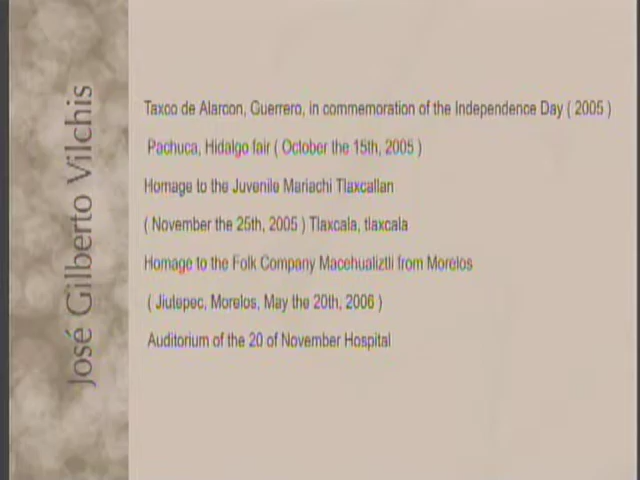 José Gilberto Vilchis
Taxco de Alarcon, Guerrero, in commemoration of the Independence Day ( 2005 )
Pachuca, Hidalgo fair ( October the 15th, 2005 )
Homage to the Juvenile Mariachi Tlaxcallan
( November the 25th, 2005 ) Tlaxcala, tlaxcala
Homage to the Folk Company Macehualiztli from Morelos
( Jiutepec, Morelos, May the 20th, 2006 )
Auditorium of the 20 of November Hospital